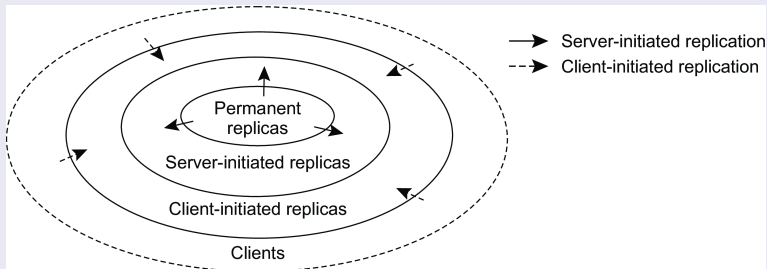 Server-initiated replication
Client-initiated replication
Permanent
replicas
Server-initiated replicas
Client-initiated replicas
Clients